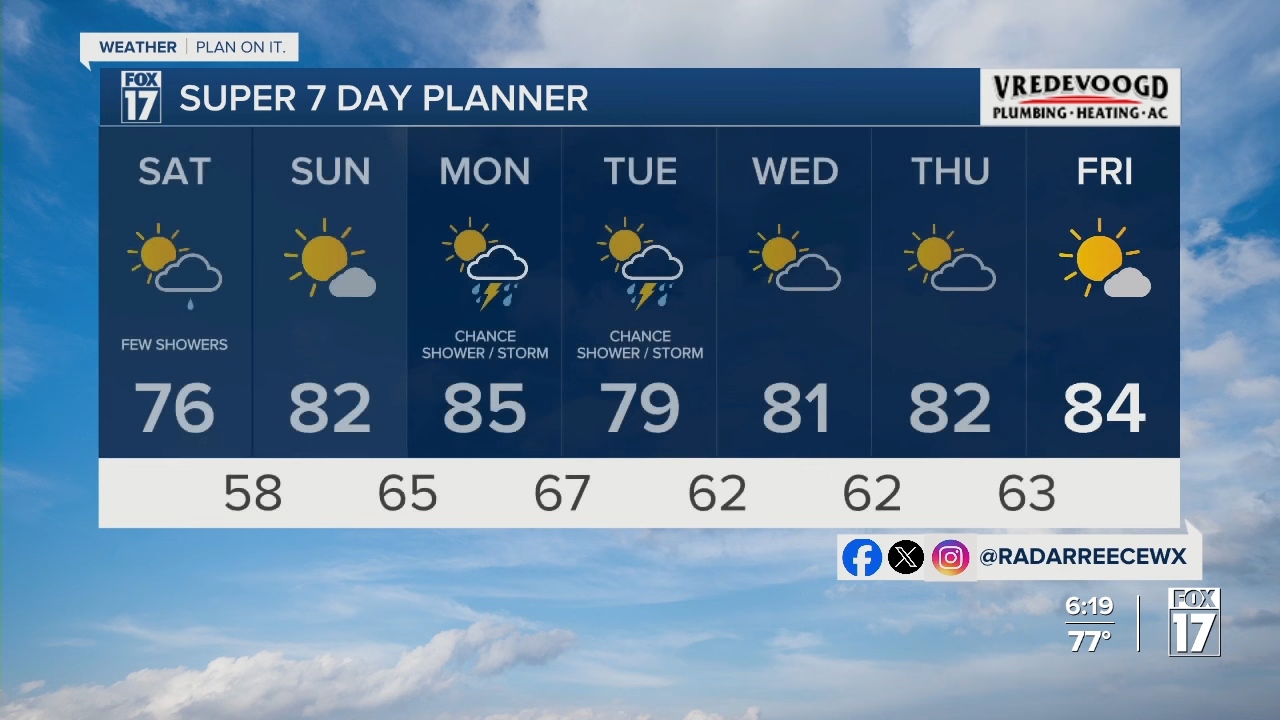 WEATHER PLAN ON IT.
FOX 17
SUPER 7 DAY PLANNER
VREDEVOOGD
PLUMBING · HEATING · AC
SAT SUN MON TUE WED THU FRI
FEW SHOWERS
CHANCE
SHOWER / STORM
CHANCE
SHOWER / STORM
76 82 85 79 81 82 84
58 65 67 62 62 63
@RADARREECEWX
6:19
77°
FOX
17